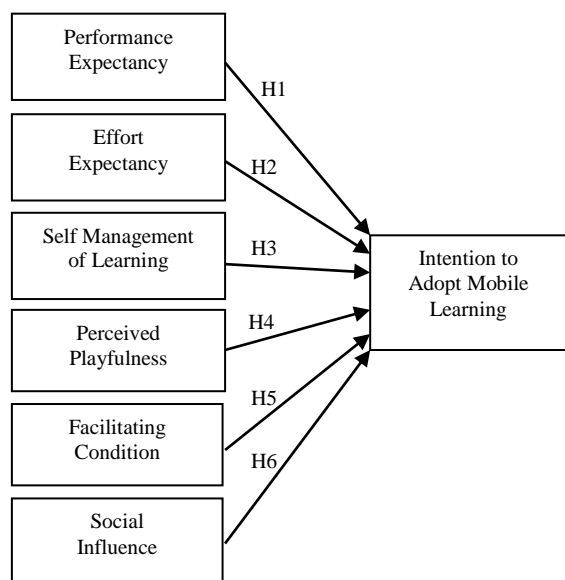 Performance
Expectancy
H1
Effort
Expectancy
H2
Self Management
of Learning
H3
Intention to
Adopt Mobile
Learning
Perceived
Playfulness
H4
Facilitating
Condition
H5
Social
Influence
H6